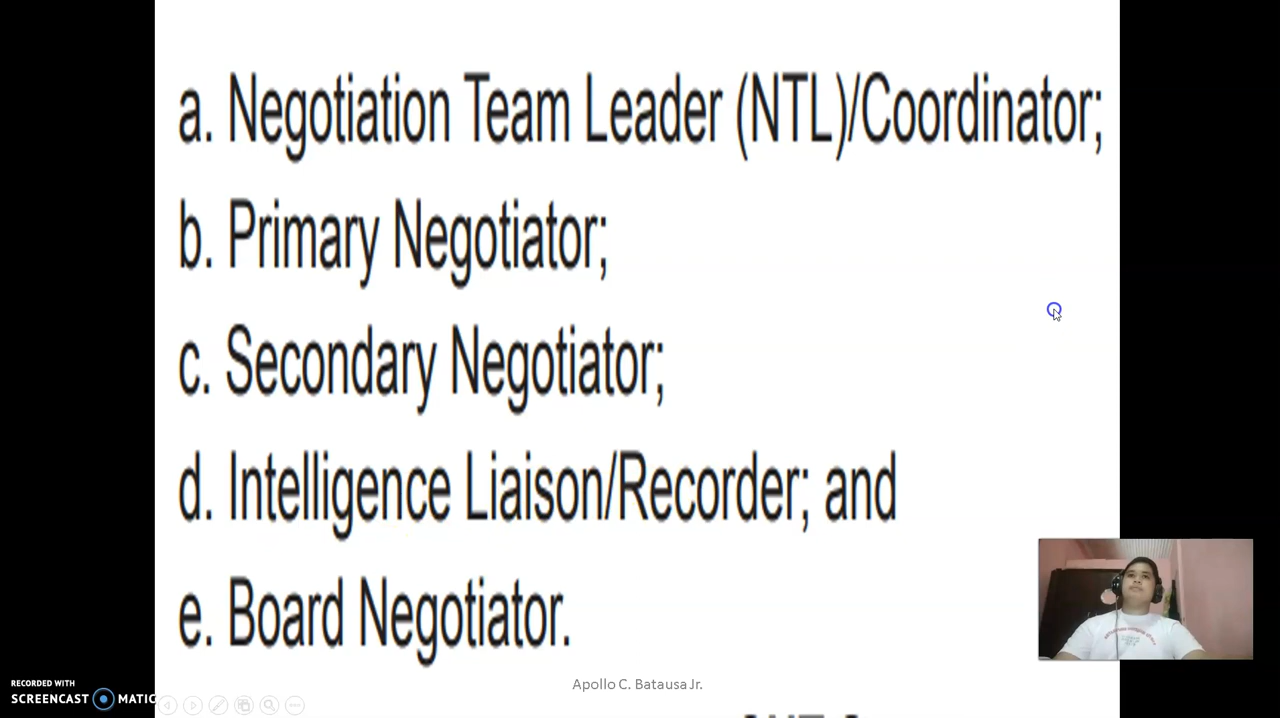 a. Negotiation Team Leader (NTL)/Coordinator;
b. Primary Negotiator;
c. Secondary Negotiator;
d. Intelligence Liaison/Recorder; and
e. Board Negotiator.
Apollo C. Batausa Jr.
RECORDED WITH
SCREENCAST MATIC